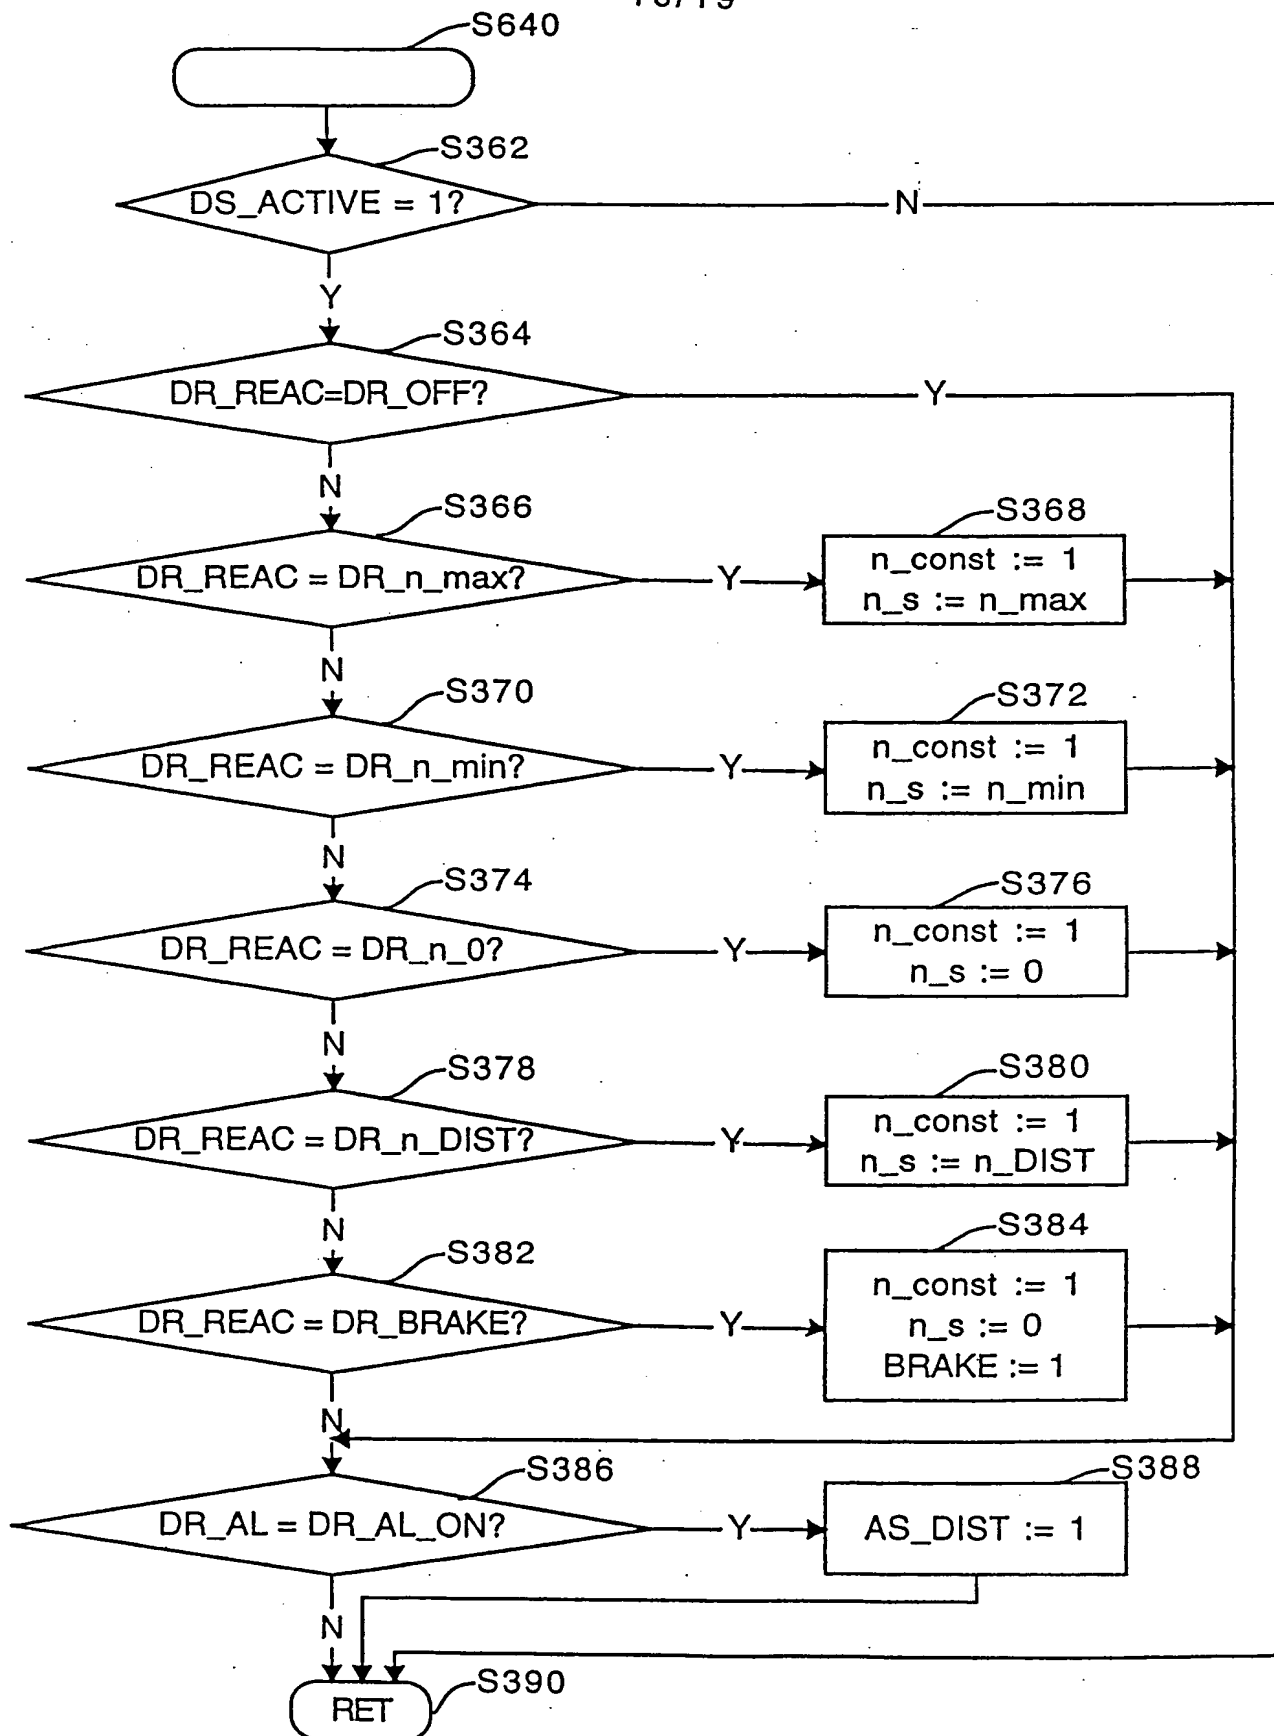 S640
S362
DS_ACTIVE = 1?
N
Y
S364
DR_REAC=DR_OFF?
Y
N
S366
S368
DR_REAC = DR_n_max?
Y
n_const := 1
n_s := n_max
N
S370
S372
DR_REAC = DR_n_min?
Y
n_const := 1
n_s := n_min
N
S374
S376
DR_REAC = DR_n_0?
Y
n_const := 1
n_s := 0
N
S378
S380
DR_REAC = DR_n_DIST?
Y
n_const := 1
n_s := n_DIST
N
S382
S384
DR_REAC = DR_BRAKE?
Y
n_const := 1
n_s := 0
BRAKE := 1
N
S386
S388
DR_AL = DR_AL_ON?
Y
AS_DIST := 1
N
S390
RET